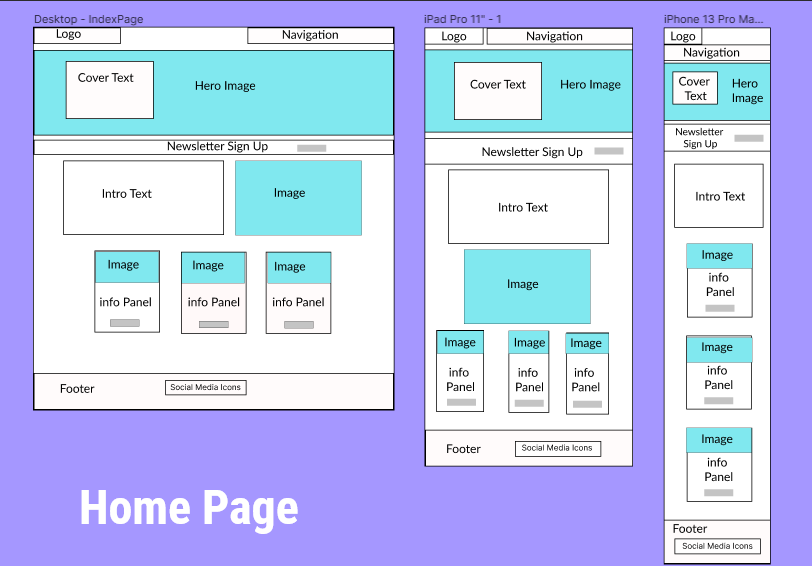 Desktop - IndexPage
Logo
Navigation
Cover Text
Hero Image
Newsletter Sign Up
Intro Text
Image
Image
Image
Image
info Panel
info Panel
info Panel
Footer
Social Media Icons
iPad Pro 11" - 1
Logo
Navigation
Cover Text
Hero Image
Newsletter Sign Up
Intro Text
Image
Image
Image
Image
info
Panel
info
Panel
info
Panel
Footer
Social Media Icons
iPhone 13 Pro Ma...
Logo
Navigation
Cover
Text
Hero
Image
Newsletter
Sign Up
Intro Text
Image
info
Panel
Image
info
Panel
Image
info
Panel
Footer
Social Media Icons
Home Page